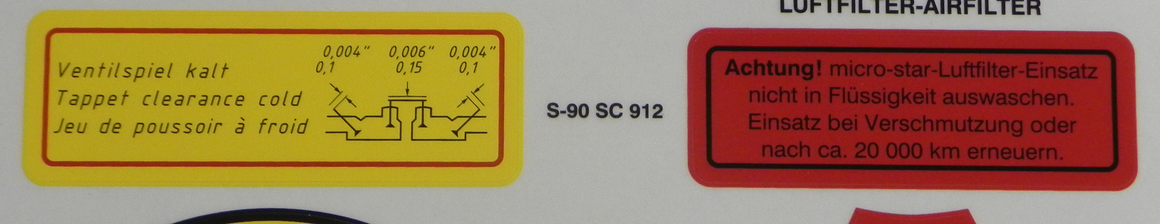 LUFTFILTER-AIRFILTER
0,004" 0,006" 0,004"
0,1 0,15 0,1
Ventilspiel kalt
Tappet clearance cold
Jeu de poussoir à froid
S-90 SC 912
Achtung! micro-star-Luftfilter-Einsatz
nicht in Flüssigkeit auswaschen.
Einsatz bei Verschmutzung oder
nach ca. 20 000 km erneuern.